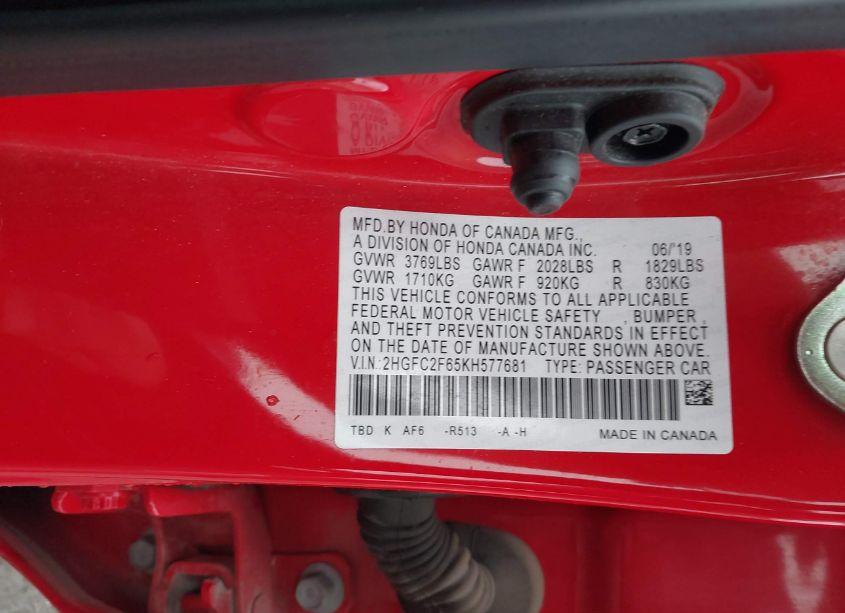 MFD.BY HONDA OF CANADA MFG.,
A DIVISION OF HONDA CANADA INC. 06/'19
GVWR 3769LBS GAWR F 2028LBS R 1829LBS
GVWR 1710KG GAWR F 920KG R 830KG
THIS VEHICLE CONFORMS TO ALL APPLICABLE
FEDERAL MOTOR VEHICLE SAFETY , BUMPER ,
AND THEFT PREVENTION STANDARDS IN EFFECT
ON THE DATE OF MANUFACTURE SHOWN ABOVE.
V.I.N.:2HGFC2F65KH577681 TYPE: PASSENGER CAR
TBD K AF6 -R513 -A -H MADE IN CANADA